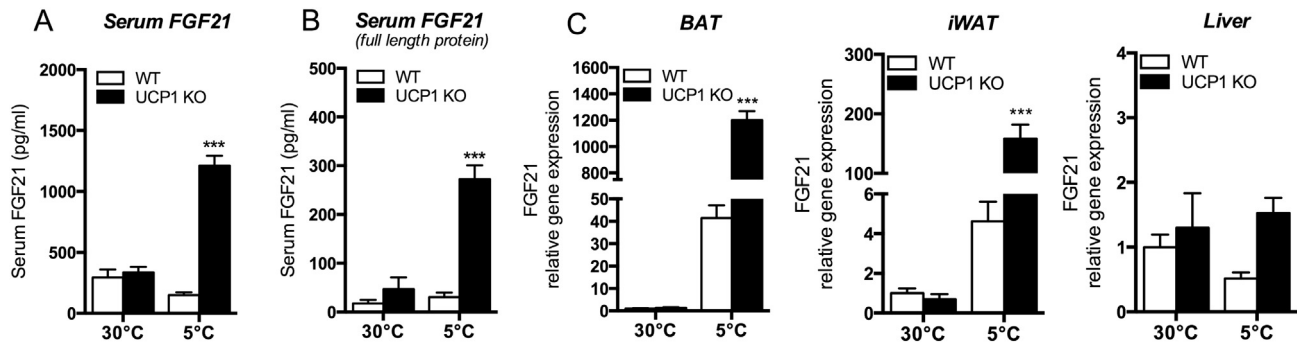 A
Serum FGF21
Serum FGF21 (pg/ml)
2000
1500
1000
500
0
WT
UCP1 KO
***
30°C
5°C
B
Serum FGF21
(full length protein)
Serum FGF21 (pg/ml)
500
400
300
200
100
0
WT
UCP1 KO
***
30°C
5°C
C
BAT
FGF21
relative gene expression
1600
1400
1200
1000
800
600
50
40
30
20
10
0
WT
UCP1 KO
***
30°C
5°C
iWAT
FGF21
relative gene expression
300
200
100
6
4
2
0
WT
UCP1 KO
***
30°C
5°C
Liver
FGF21
relative gene expression
4
3
2
1
0
WT
UCP1 KO
30°C
5°C